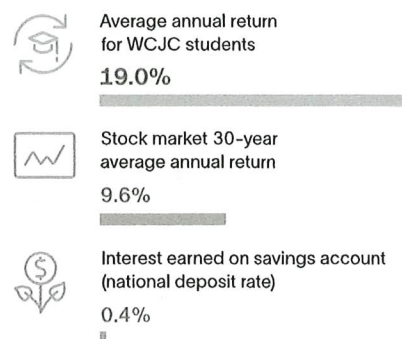 Average annual return
for WCJC students
19.0%
Stock market 30-year
average annual return
9.6%
Interest earned on savings account
(national deposit rate)
0.4%